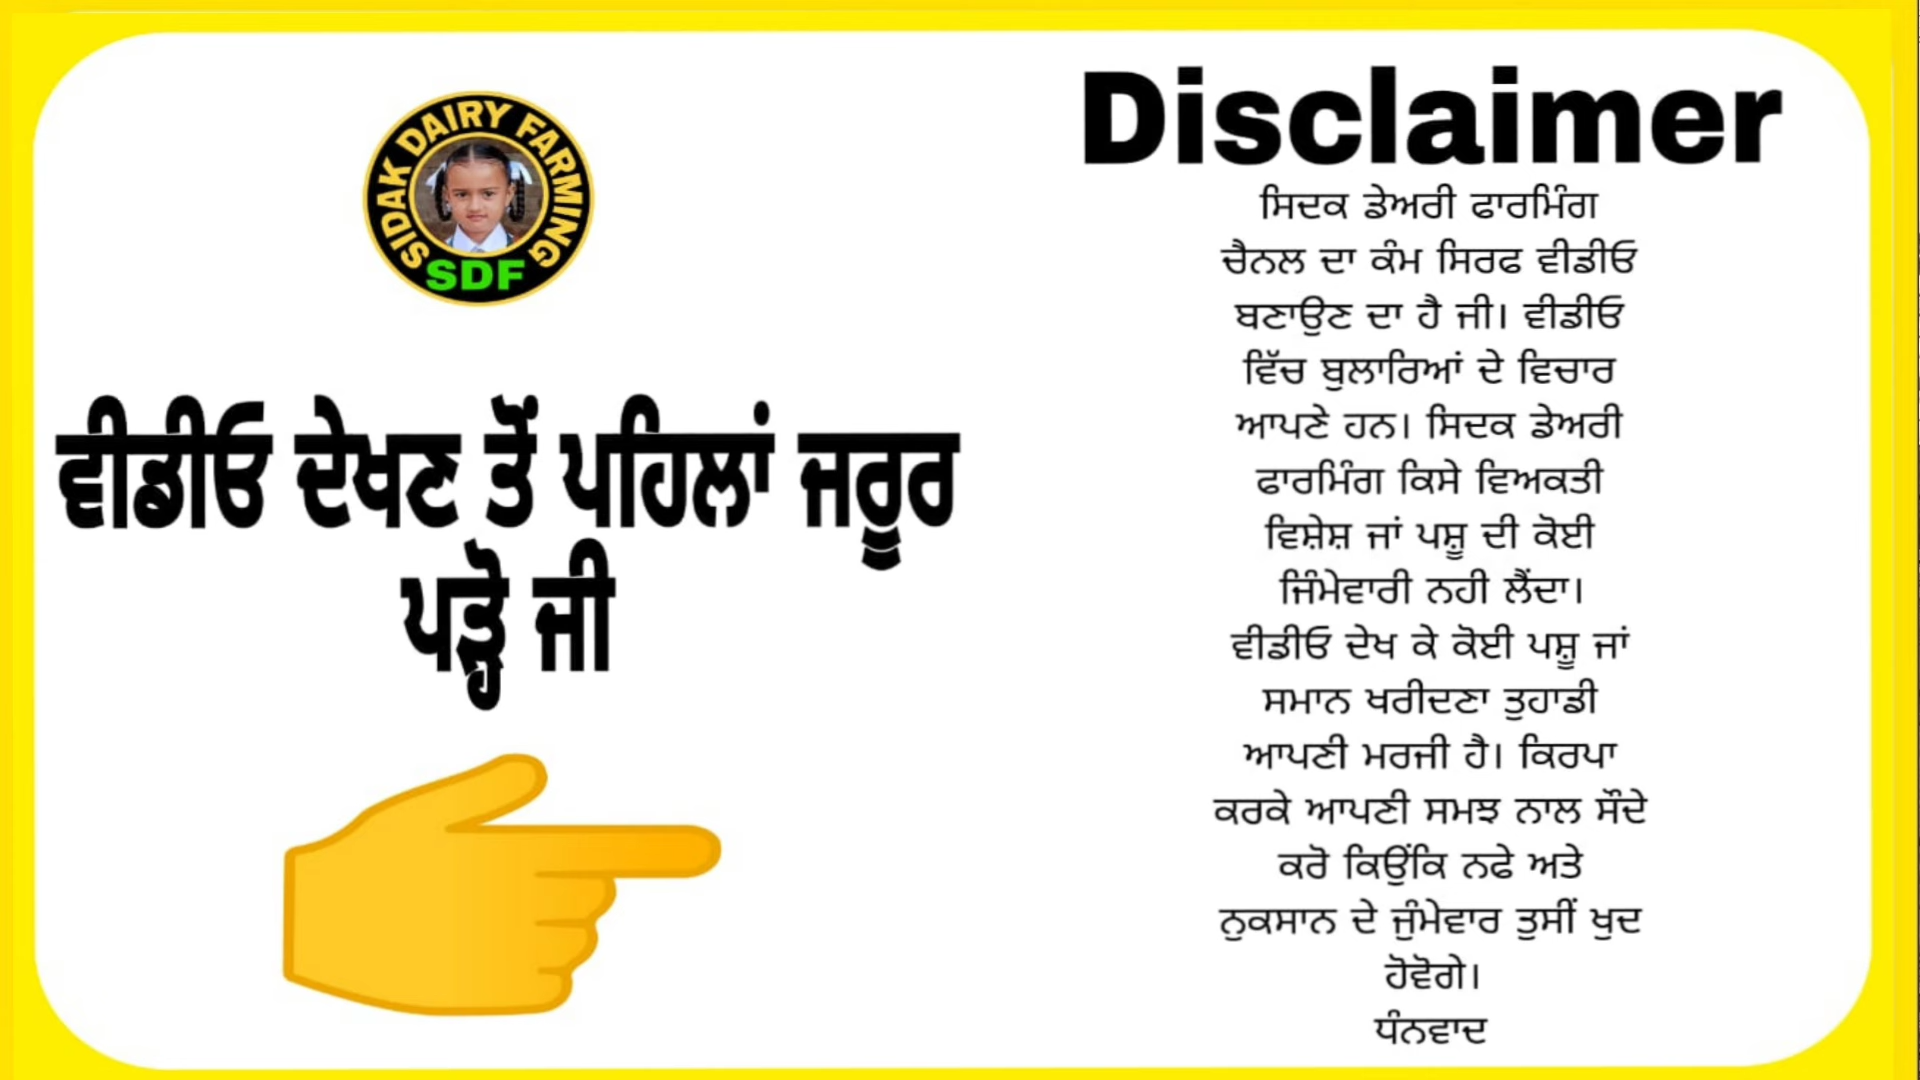 SIDAK DAIRY FARMING
SDF
ਵੀਡੀਓ ਦੇਖਣ ਤੋਂ ਪਹਿਲਾਂ ਜਰੂਰ
ਪੜ੍ਹੋ ਜੀ
Disclaimer
ਸਿਦਕ ਡੇਅਰੀ ਫਾਰਮਿੰਗ
ਚੈਨਲ ਦਾ ਕੰਮ ਸਿਰਫ ਵੀਡੀਓ
ਬਣਾਉਣ ਦਾ ਹੈ ਜੀ। ਵੀਡੀਓ
ਵਿੱਚ ਬੁਲਾਰਿਆਂ ਦੇ ਵਿਚਾਰ
ਆਪਣੇ ਹਨ। ਸਿਦਕ ਡੇਅਰੀ
ਫਾਰਮਿੰਗ ਕਿਸੇ ਵਿਅਕਤੀ
ਵਿਸ਼ੇਸ਼ ਜਾਂ ਪਸ਼ੂ ਦੀ ਕੋਈ
ਜਿੰਮੇਵਾਰੀ ਨਹੀ ਲੈਂਦਾ।
ਵੀਡੀਓ ਦੇਖ ਕੇ ਕੋਈ ਪਸ਼ੂ ਜਾਂ
ਸਮਾਨ ਖਰੀਦਣਾ ਤੁਹਾਡੀ
ਆਪਣੀ ਮਰਜੀ ਹੈ। ਕਿਰਪਾ
ਕਰਕੇ ਆਪਣੀ ਸਮਝ ਨਾਲ ਸੌਦੇ
ਕਰੋ ਕਿਉਂਕਿ ਨਫੇ ਅਤੇ
ਨੁਕਸਾਨ ਦੇ ਜੁੰਮੇਵਾਰ ਤੁਸੀਂ ਖੁਦ
ਹੋਵੋਗੇ।
ਧੰਨਵਾਦ